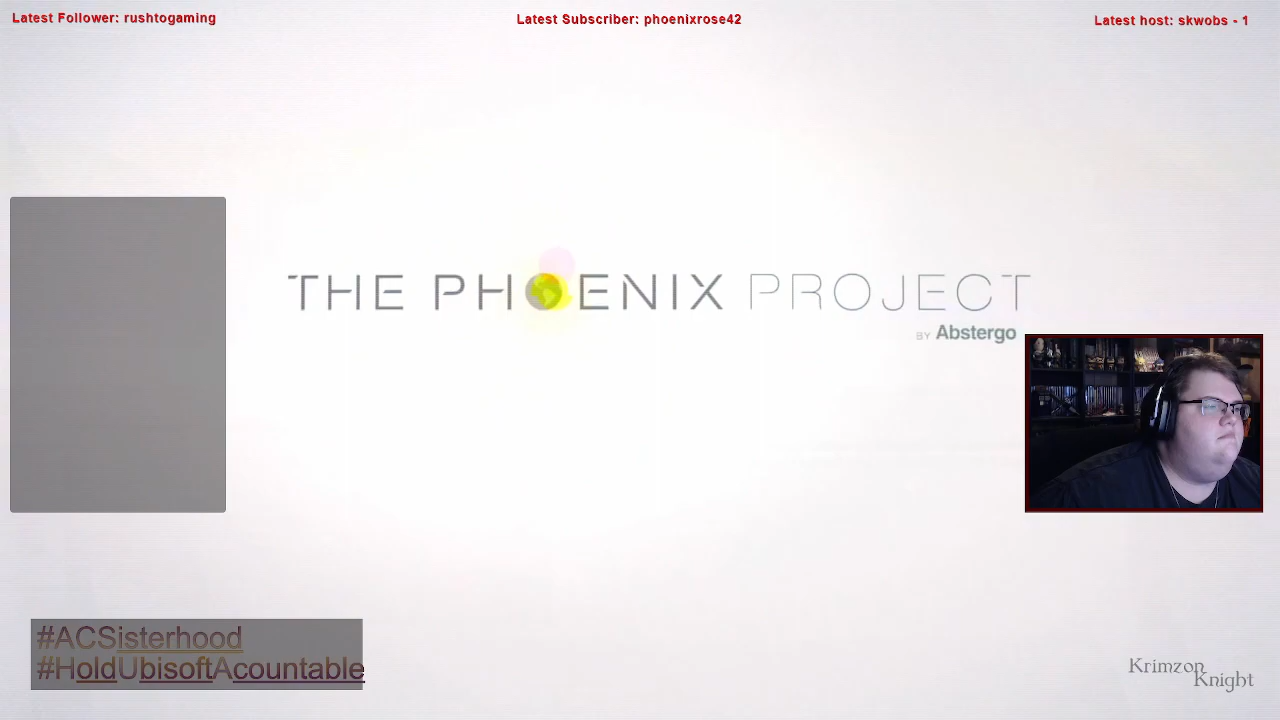 Latest Follower: rushtogaming
Latest Subscriber: phoenixrose42
Latest host: skwobs - 1
THE PHOENIX PROJECT
BY Abstergo
#ACSisterhood
#HoldUbisoftAcountable
Krimzon
Knight